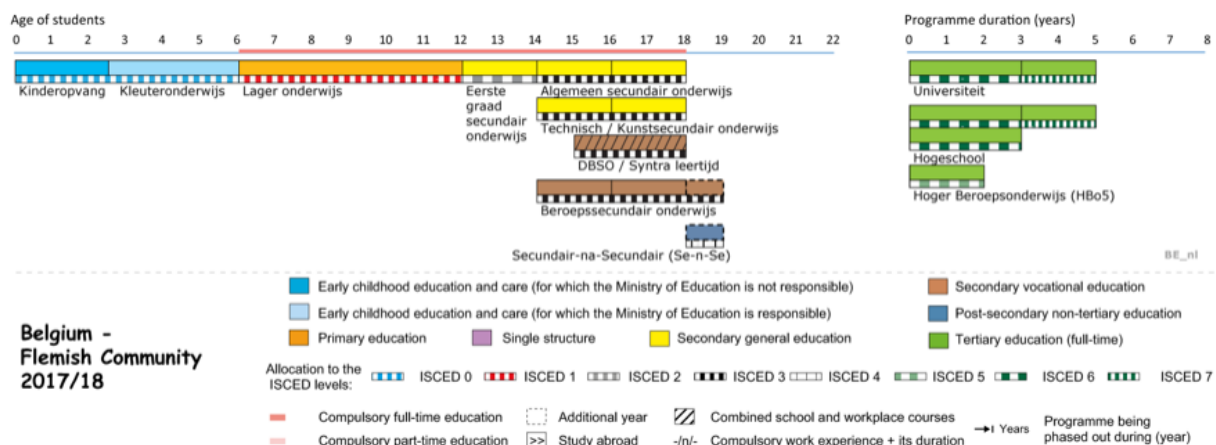 Age of students
Programme duration (years)
0 1 2 3 4 5 6 7 8 9 10 11 12 13 14 15 16 17 18 19 20 21 22
0 1 2 3 4 5 6 7 8
Kinderopvang
Kleuteronderwijs
Lager onderwijs
Eerste
graad
secundair
onderwijs
Algemeen secundair onderwijs
Technisch / Kunstsecundair onderwijs
DBSO / Syntra leertijd
Beroepssecundair onderwijs
Secundair-na-Secundair (Se-n-Se)
Universiteit
Hogeschool
Hoger Beroepsonderwijs (HBo5)
BE_nl
Belgium -
Flemish Community
2017/18
Early childhood education and care (for which the Ministry of Education is not responsible)
Early childhood education and care (for which the Ministry of Education is responsible)
Primary education
Single structure
Secondary general education
Secondary vocational education
Post-secondary non-tertiary education
Tertiary education (full-time)
Allocation to the
ISCED levels:
ISCED 0
ISCED 1
ISCED 2
ISCED 3
ISCED 4
ISCED 5
ISCED 6
ISCED 7
Compulsory full-time education
Additional year
Combined school and workplace courses
Years
Programme being
phased out during (year)
Compulsory part-time education
>> Study abroad
-/n/- Compulsory work experience + its duration